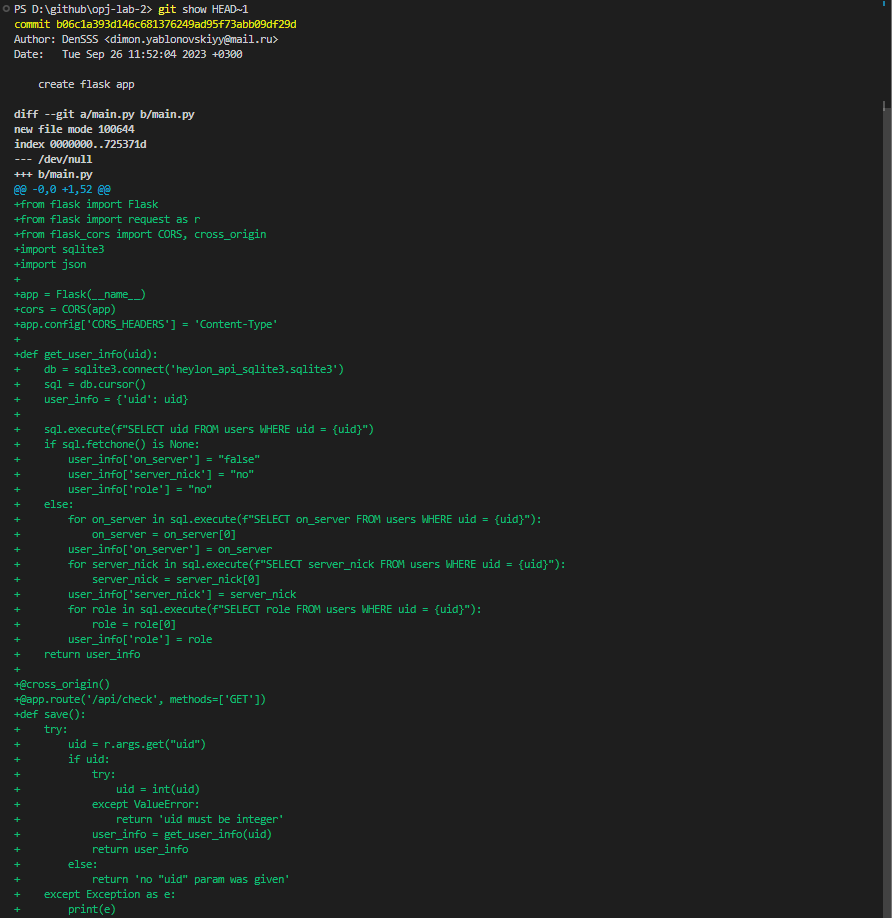 PS D:\github\opj-lab-2> git show HEAD~1
commit b06c1a393d146c681376249ad95f73abb09df29d
Author: DenSSS <dimon.yablonovskiyy@mail.ru>
Date:   Tue Sep 26 11:52:04 2023 +0300

    create flask app

diff --git a/main.py b/main.py
new file mode 100644
index 0000000..725371d
--- /dev/null
+++ b/main.py
@@ -0,0 +1,52 @@
+from flask import Flask
+from flask import request as r
+from flask_cors import CORS, cross_origin
+import sqlite3
+import json
+
+app = Flask(__name__)
+cors = CORS(app)
+app.config['CORS_HEADERS'] = 'Content-Type'
+
+def get_user_info(uid):
+    db = sqlite3.connect('heylon_api_sqlite3.sqlite3')
+    sql = db.cursor()
+    user_info = {'uid': uid}
+
+    sql.execute(f"SELECT uid FROM users WHERE uid = {uid}")
+    if sql.fetchone() is None:
+        user_info['on_server'] = "false"
+        user_info['server_nick'] = "no"
+        user_info['role'] = "no"
+    else:
+        for on_server in sql.execute(f"SELECT on_server FROM users WHERE uid = {uid}"):
+            on_server = on_server[0]
+        user_info['on_server'] = on_server
+        for server_nick in sql.execute(f"SELECT server_nick FROM users WHERE uid = {uid}"):
+            server_nick = server_nick[0]
+        user_info['server_nick'] = server_nick
+        for role in sql.execute(f"SELECT role FROM users WHERE uid = {uid}"):
+            role = role[0]
+        user_info['role'] = role
+    return user_info
+
+@cross_origin()
+@app.route('/api/check', methods=['GET'])
+def save():
+    try:
+        uid = r.args.get("uid")
+        if uid:
+            try:
+                uid = int(uid)
+            except ValueError:
+                return 'uid must be integer'
+            user_info = get_user_info(uid)
+            return user_info
+        else:
+            return 'no "uid" param was given'
+    except Exception as e:
+        print(e)